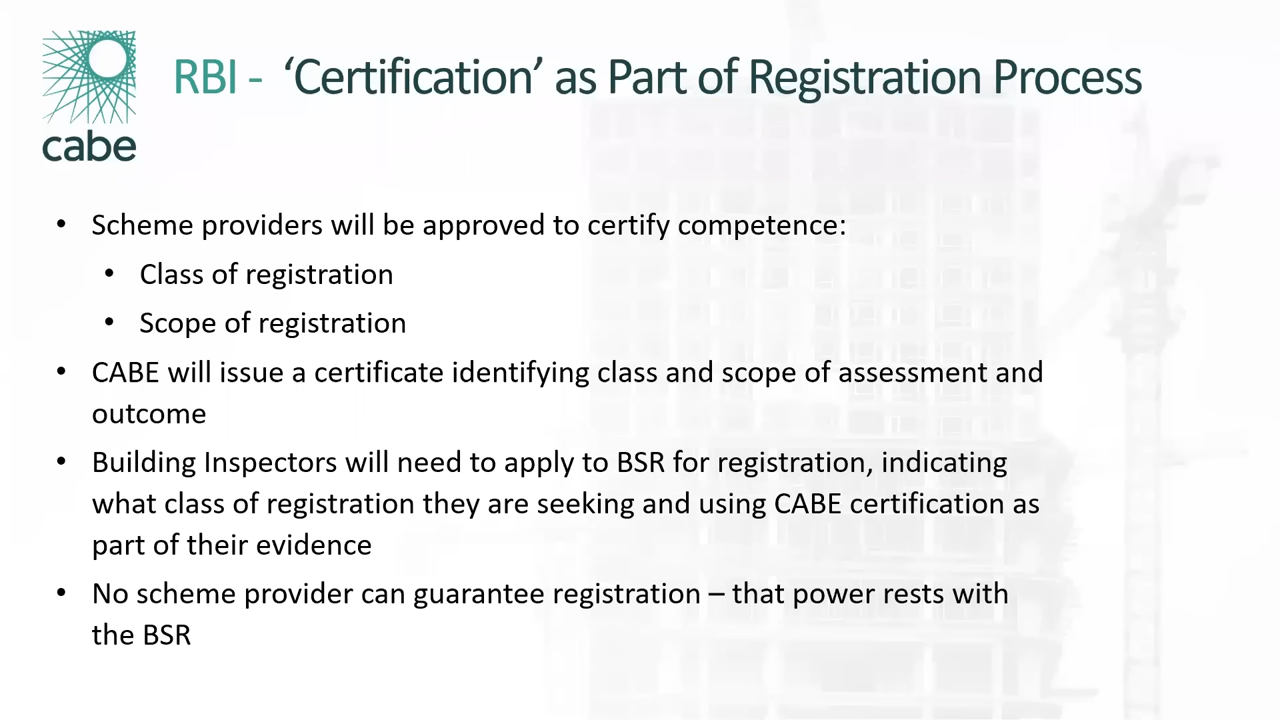 cabe
RBI - ‘Certification’ as Part of Registration Process
• Scheme providers will be approved to certify competence:
• Class of registration
• Scope of registration
• CABE will issue a certificate identifying class and scope of assessment and
outcome
• Building Inspectors will need to apply to BSR for registration, indicating
what class of registration they are seeking and using CABE certification as
part of their evidence
• No scheme provider can guarantee registration – that power rests with
the BSR